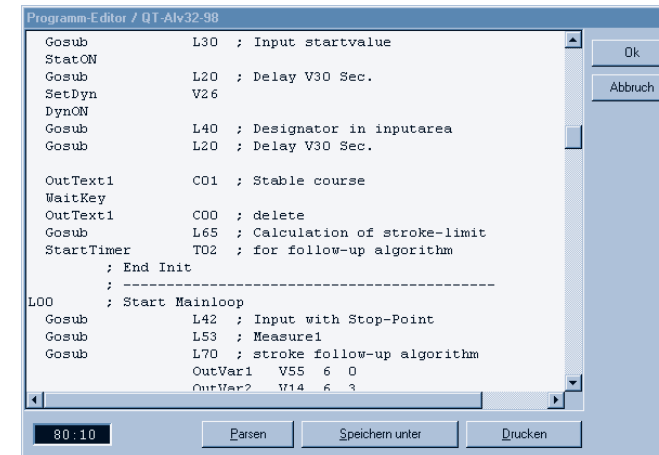 Programm-Editor / QT-Alv32-98
Gosub L30 ; Input startvalue
StatON
Gosub L20 ; Delay V30 Sec.
SetDyn V26
DynON
Gosub L40 ; Designator in inputarea
Gosub L20 ; Delay V30 Sec.
OutText1 C01 ; Stable course
WaitKey
OutText1 C00 ; delete
Gosub L65 ; Calculation of stroke-limit
StartTimer T02 ; for follow-up algorithm
; End Init
; -------------------------------------------
L00 ; Start Mainloop
Gosub L42 ; Input with Stop-Point
Gosub L53 ; Measure1
Gosub L70 ; stroke follow-up algorithm
OutVar1 V55 6 0
OutVar2 V14 6 3
Ok
Abbruch
80:10
Parsen
Speichern unter
Drucken